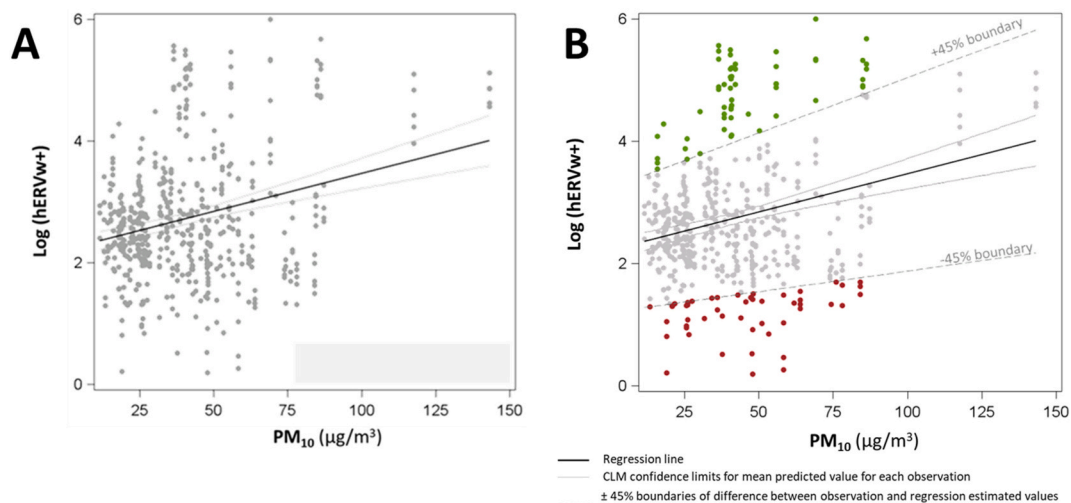 A
6
4
2
0
Log (hERVw+)
25 50 75 100 125 150
PM10 (µg/m³)
B
6
4
2
0
Log (hERVw+)
+45% boundary
-45% boundary
25 50 75 100 125 150
PM10 (µg/m³)
Regression line
CLM confidence limits for mean predicted value for each observation
± 45% boundaries of difference between observation and regression estimated values